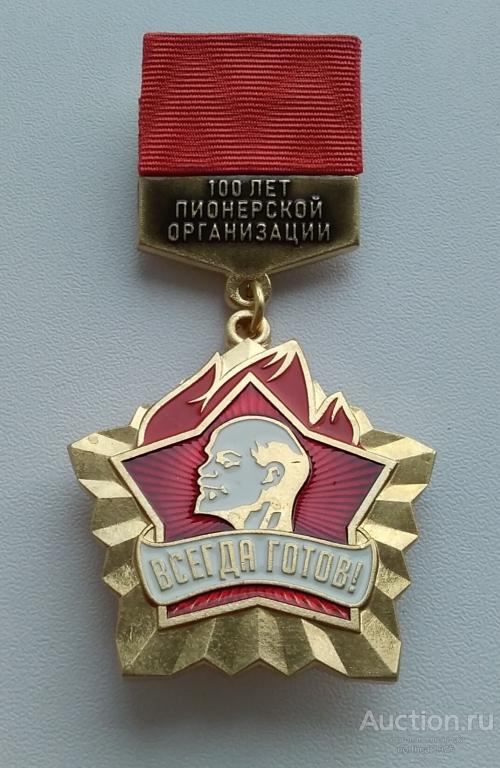 100 ЛЕТ
ПИОНЕРСКОЙ
ОРГАНИЗАЦИИ
ВСЕГДА ГОТОВ!
Auction.ru